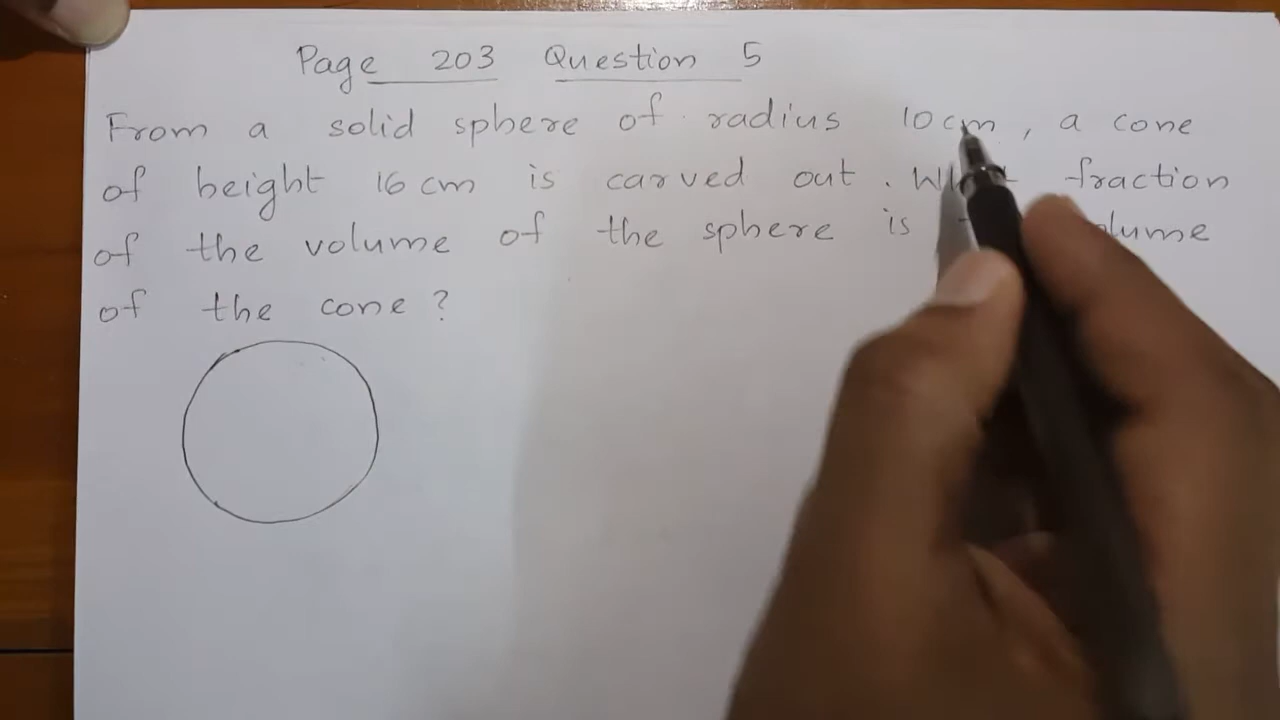 Page 203 Question 5
From a solid sphere of radius 10cm, a cone
of height 16 cm is carved out. fraction
of the volume of the sphere is
of the cone?